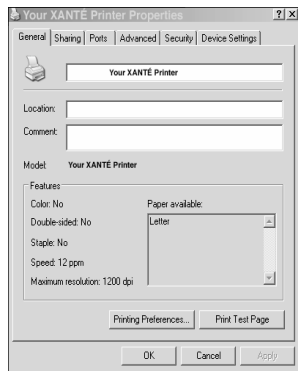 Your XANTÉ Printer Properties
General Sharing Ports Advanced Security Device Settings
Your XANTÉ Printer
Location:
Comment:
Model: Your XANTÉ Printer
Features
Color: No Paper available:
Double-sided: No Letter
Staple: No
Speed: 12 ppm
Maximum resolution: 1200 dpi
Printing Preferences... Print Test Page
OK Cancel Apply